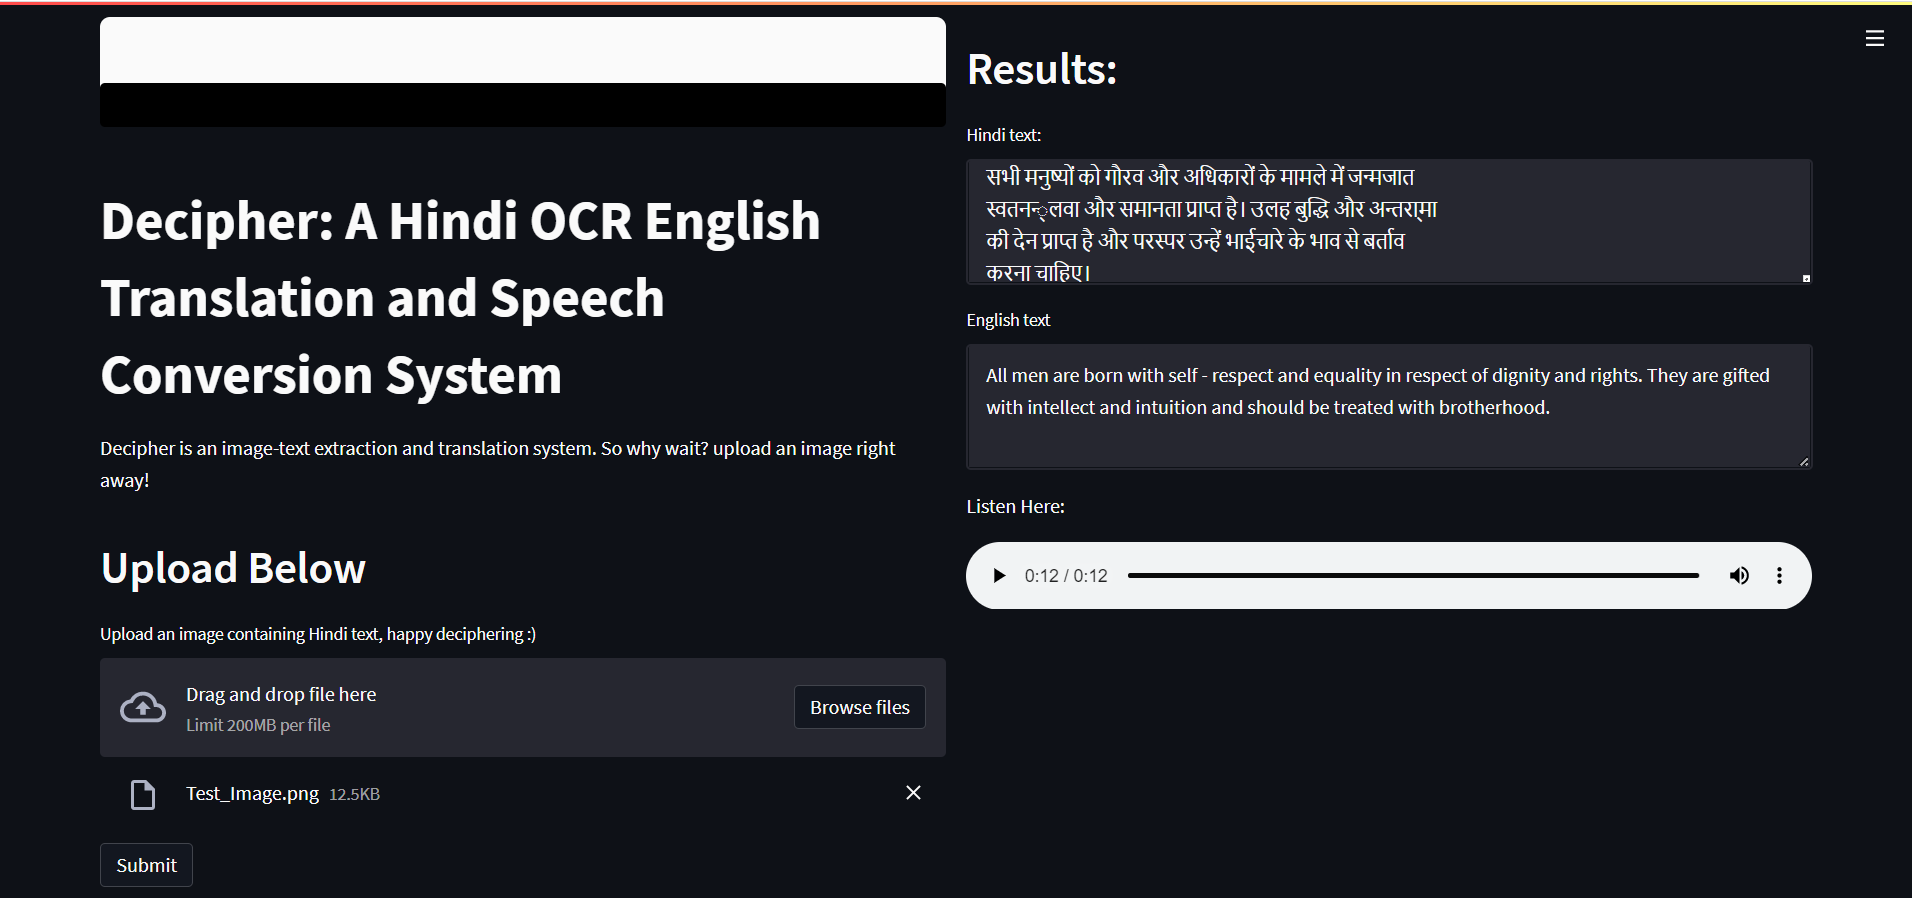 Decipher: A Hindi OCR English
Translation and Speech
Conversion System
Decipher is an image-text extraction and translation system. So why wait? upload an image right
away!
Upload Below
Upload an image containing Hindi text, happy deciphering :)
Drag and drop file here
Limit 200MB per file
Browse files
Test_Image.png 12.5KB
Submit
Results:
Hindi text:
सभी मनुष्यों को गौरव और अधिकारों के मामले में जन्मजात
स्वतनन््लवा और समानता प्राप्त है। उलह बुद्धि और अन्तरा्मा
की देन प्राप्त है और परस्पर उन्हें भाईचारे के भाव से बर्ताव
करना चाहिए।
English text
All men are born with self - respect and equality in respect of dignity and rights. They are gifted
with intellect and intuition and should be treated with brotherhood.
Listen Here:
0:12 / 0:12